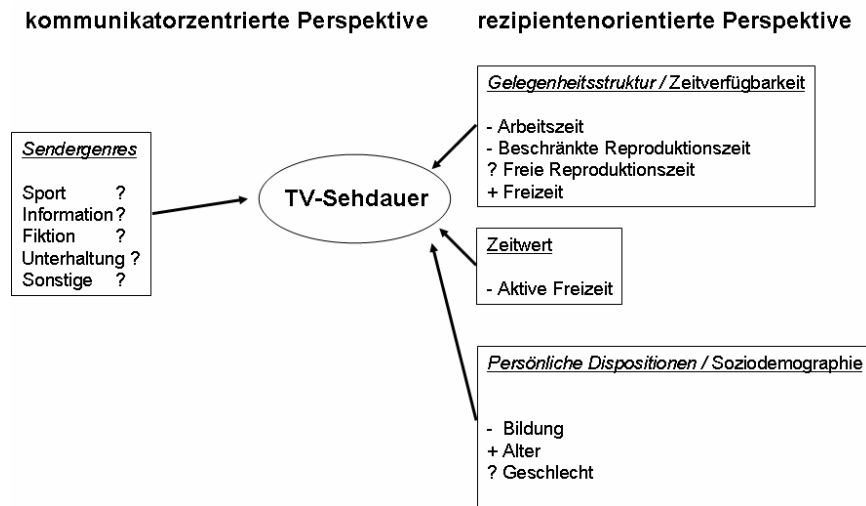 kommunikatorzentrierte Perspektive
rezipientenorientierte Perspektive
Sendergenres
Sport ?
Information ?
Fiktion ?
Unterhaltung ?
Sonstige ?
TV-Sehdauer
Gelegenheitsstruktur / Zeitverfügbarkeit
- Arbeitszeit
- Beschränkte Reproduktionszeit
? Freie Reproduktionszeit
+ Freizeit
Zeitwert
- Aktive Freizeit
Persönliche Dispositionen / Soziodemographie
- Bildung
+ Alter
? Geschlecht